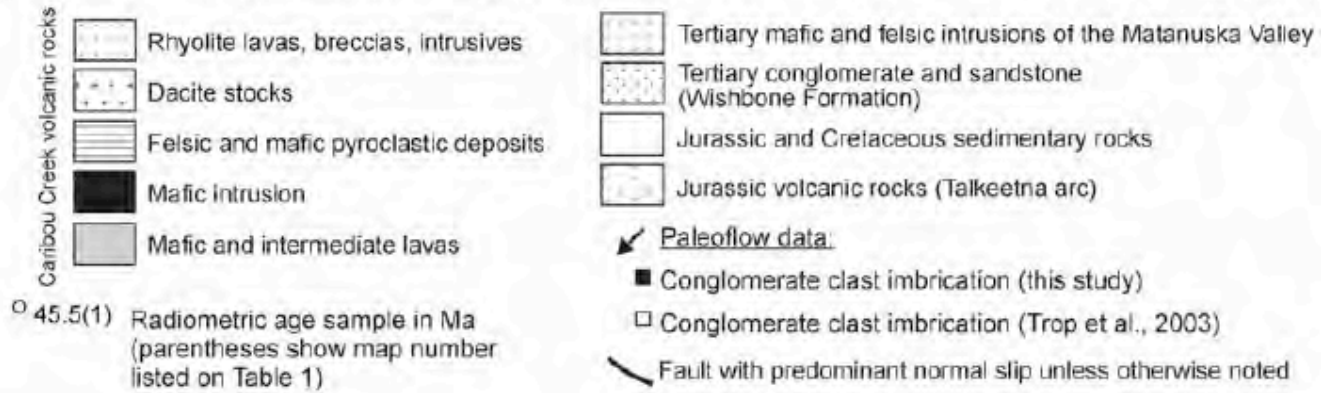 Caribou Creek volcanic rocks
Rhyolite lavas, breccias, intrusives
Dacite stocks
Felsic and mafic pyroclastic deposits
Mafic intrusion
Mafic and intermediate lavas
45.5(1) Radiometric age sample in Ma
(parentheses show map number
listed on Table 1)
Tertiary mafic and felsic intrusions of the Matanuska Valley
Tertiary conglomerate and sandstone
(Wishbone Formation)
Jurassic and Cretaceous sedimentary rocks
Jurassic volcanic rocks (Talkeetna arc)
Paleoflow data:
Conglomerate clast imbrication (this study)
Conglomerate clast imbrication (Trop et al., 2003)
Fault with predominant normal slip unless otherwise noted